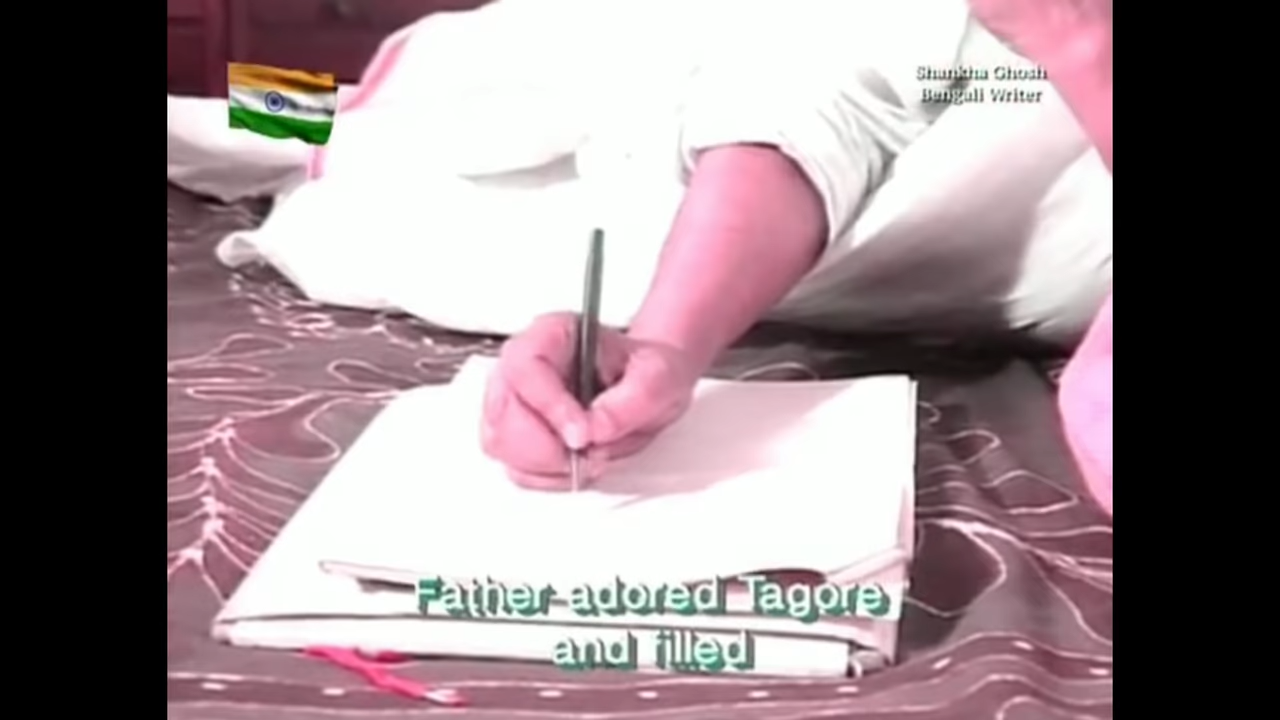 Shankha Ghosh
Bengali Writer
Father adored Tagore
and filled